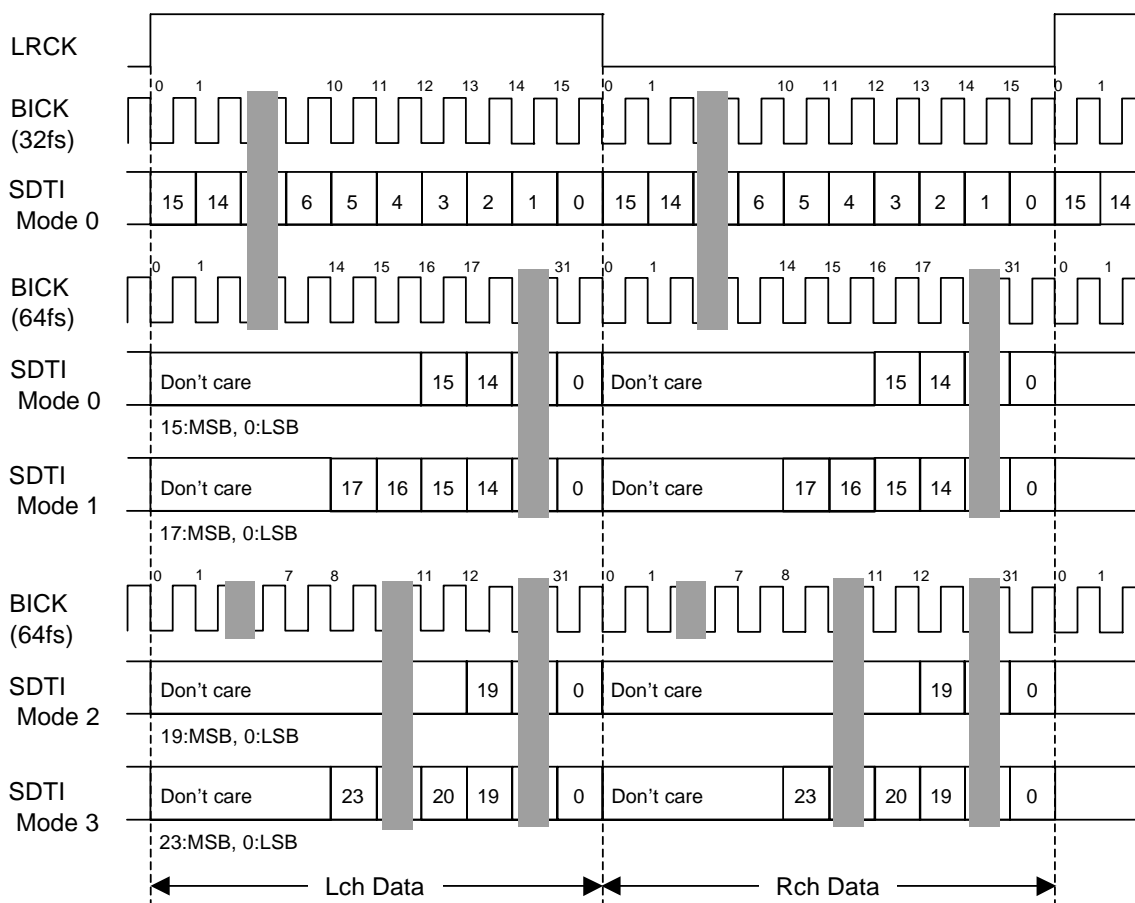 LRCK
0 1 10 11 12 13 14 15 0 1 10 11 12 13 14 15 0 1
BICK
(32fs)
SDTI
Mode 0
15 14 6 5 4 3 2 1 0 15 14 6 5 4 3 2 1 0 15 14
0 1 14 15 16 17 31 0 1 14 15 16 17 31 0 1
BICK
(64fs)
SDTI
Mode 0
Don't care 15 14 0 Don't care 15 14 0
15:MSB, 0:LSB
SDTI
Mode 1
Don't care 17 16 15 14 0 Don't care 17 16 15 14 0
17:MSB, 0:LSB
0 1 7 8 11 12 31 0 1 7 8 11 12 31 0 1
BICK
(64fs)
SDTI
Mode 2
Don't care 19 0 Don't care 19 0
19:MSB, 0:LSB
SDTI
Mode 3
Don't care 23 20 19 0 Don't care 23 20 19 0
23:MSB, 0:LSB
Lch Data Rch Data